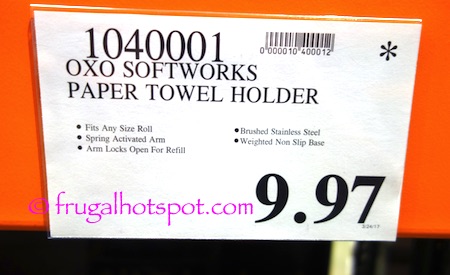 1040001
0000010400012
*
OXO SOFTWORKS
PAPER TOWEL HOLDER
• Fits Any Size Roll
• Spring Activated Arm
• Arm Locks Open For Refill
• Brushed Stainless Steel
• Weighted Non Slip Base
9.97
@ frugalhotspot.com